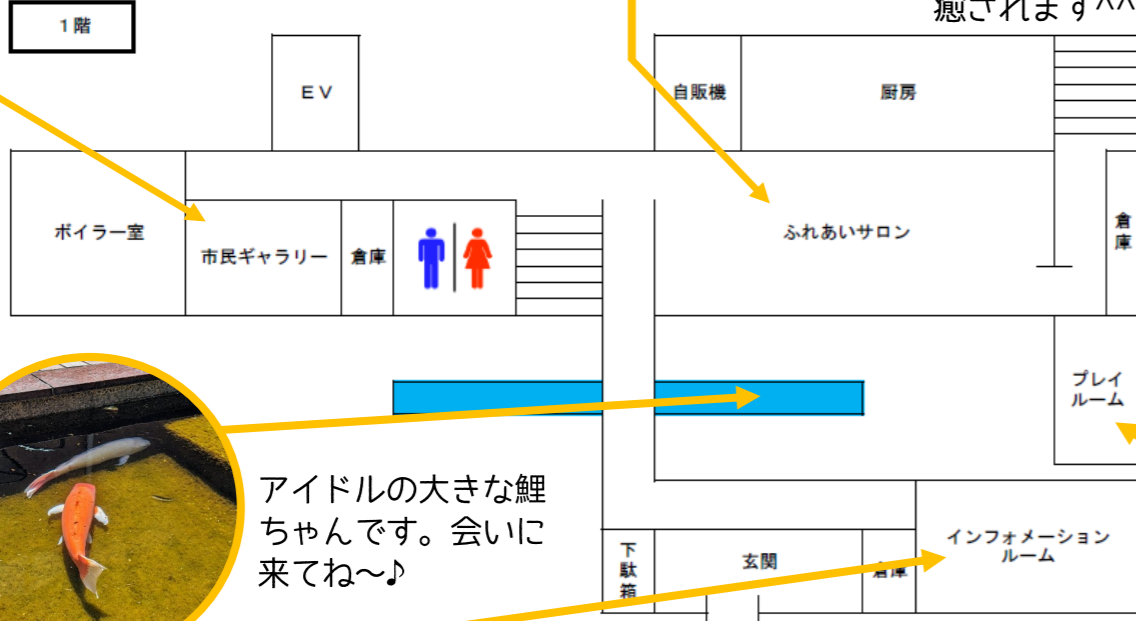 癒されます^^
1階
EV
自販機
厨房
ボイラー室
市民ギャラリー
倉庫
ふれあいサロン
倉庫
プレイ
ルーム
アイドルの大きな鯉
ちゃんです。会いに
来てね～♪
下駄箱
玄関
倉庫
インフォメーション
ルーム